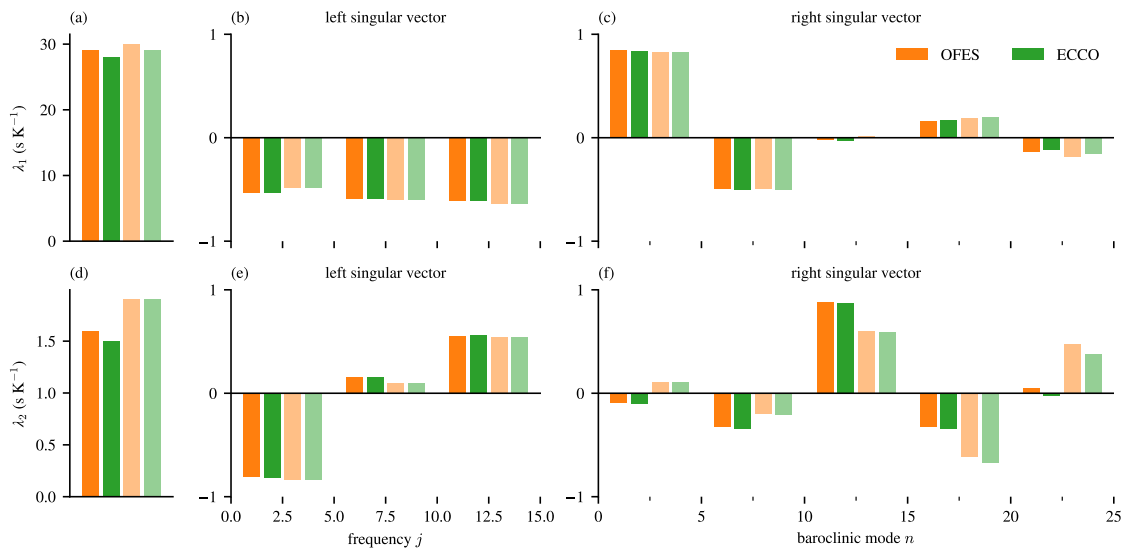 (a)
(b)
left singular vector
(c)
right singular vector
30
20
10
0
λ₁ (s K⁻¹)
1
0
−1
1
0
−1
OFES
ECCO
(d)
(e)
left singular vector
(f)
right singular vector
1.5
1.0
0.5
0.0
λ₂ (s K⁻¹)
1
0
−1
0.0
2.5
5.0
7.5
10.0
12.5
15.0
frequency j
1
0
−1
0
5
10
15
20
25
baroclinic mode n